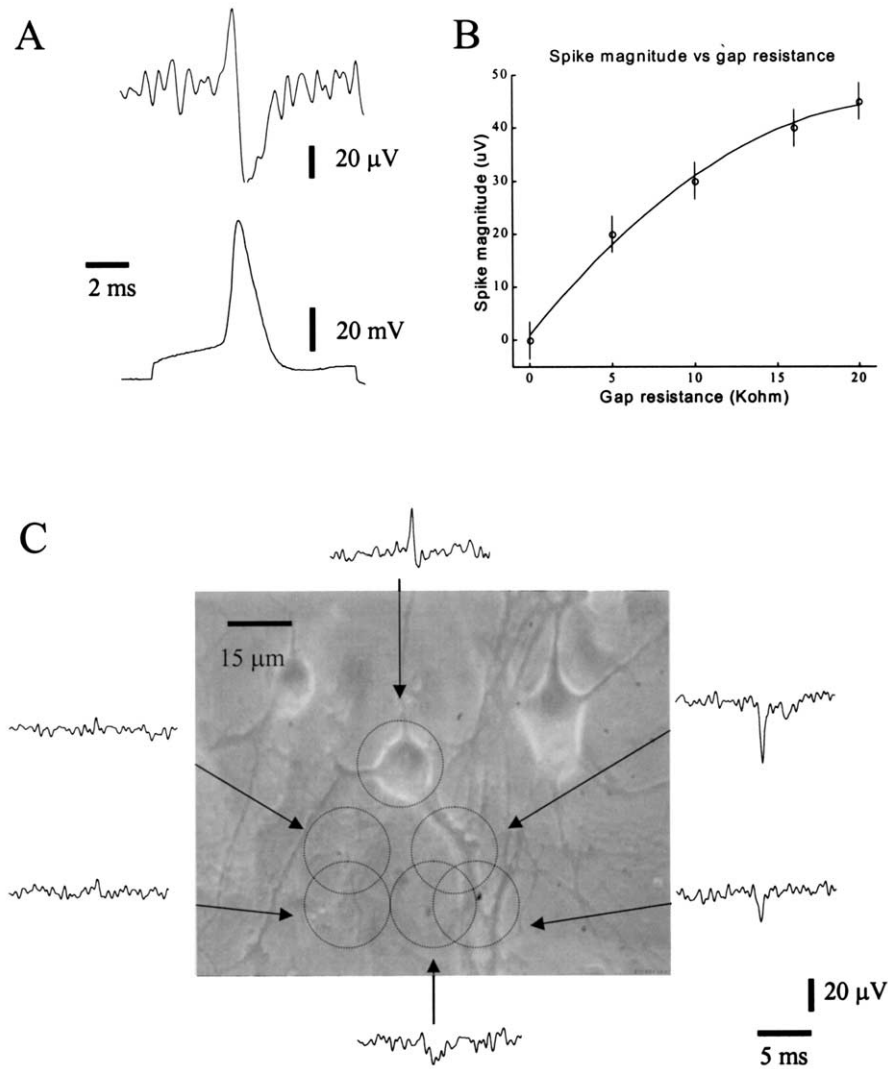 A
20 µV
2 ms
20 mV
B
Spike magnitude vs gap resistance
Spike magnitude (uV)
50
40
30
20
10
0
0 5 10 15 20
Gap resistance (Kohm)
C
15 µm
20 µV
5 ms